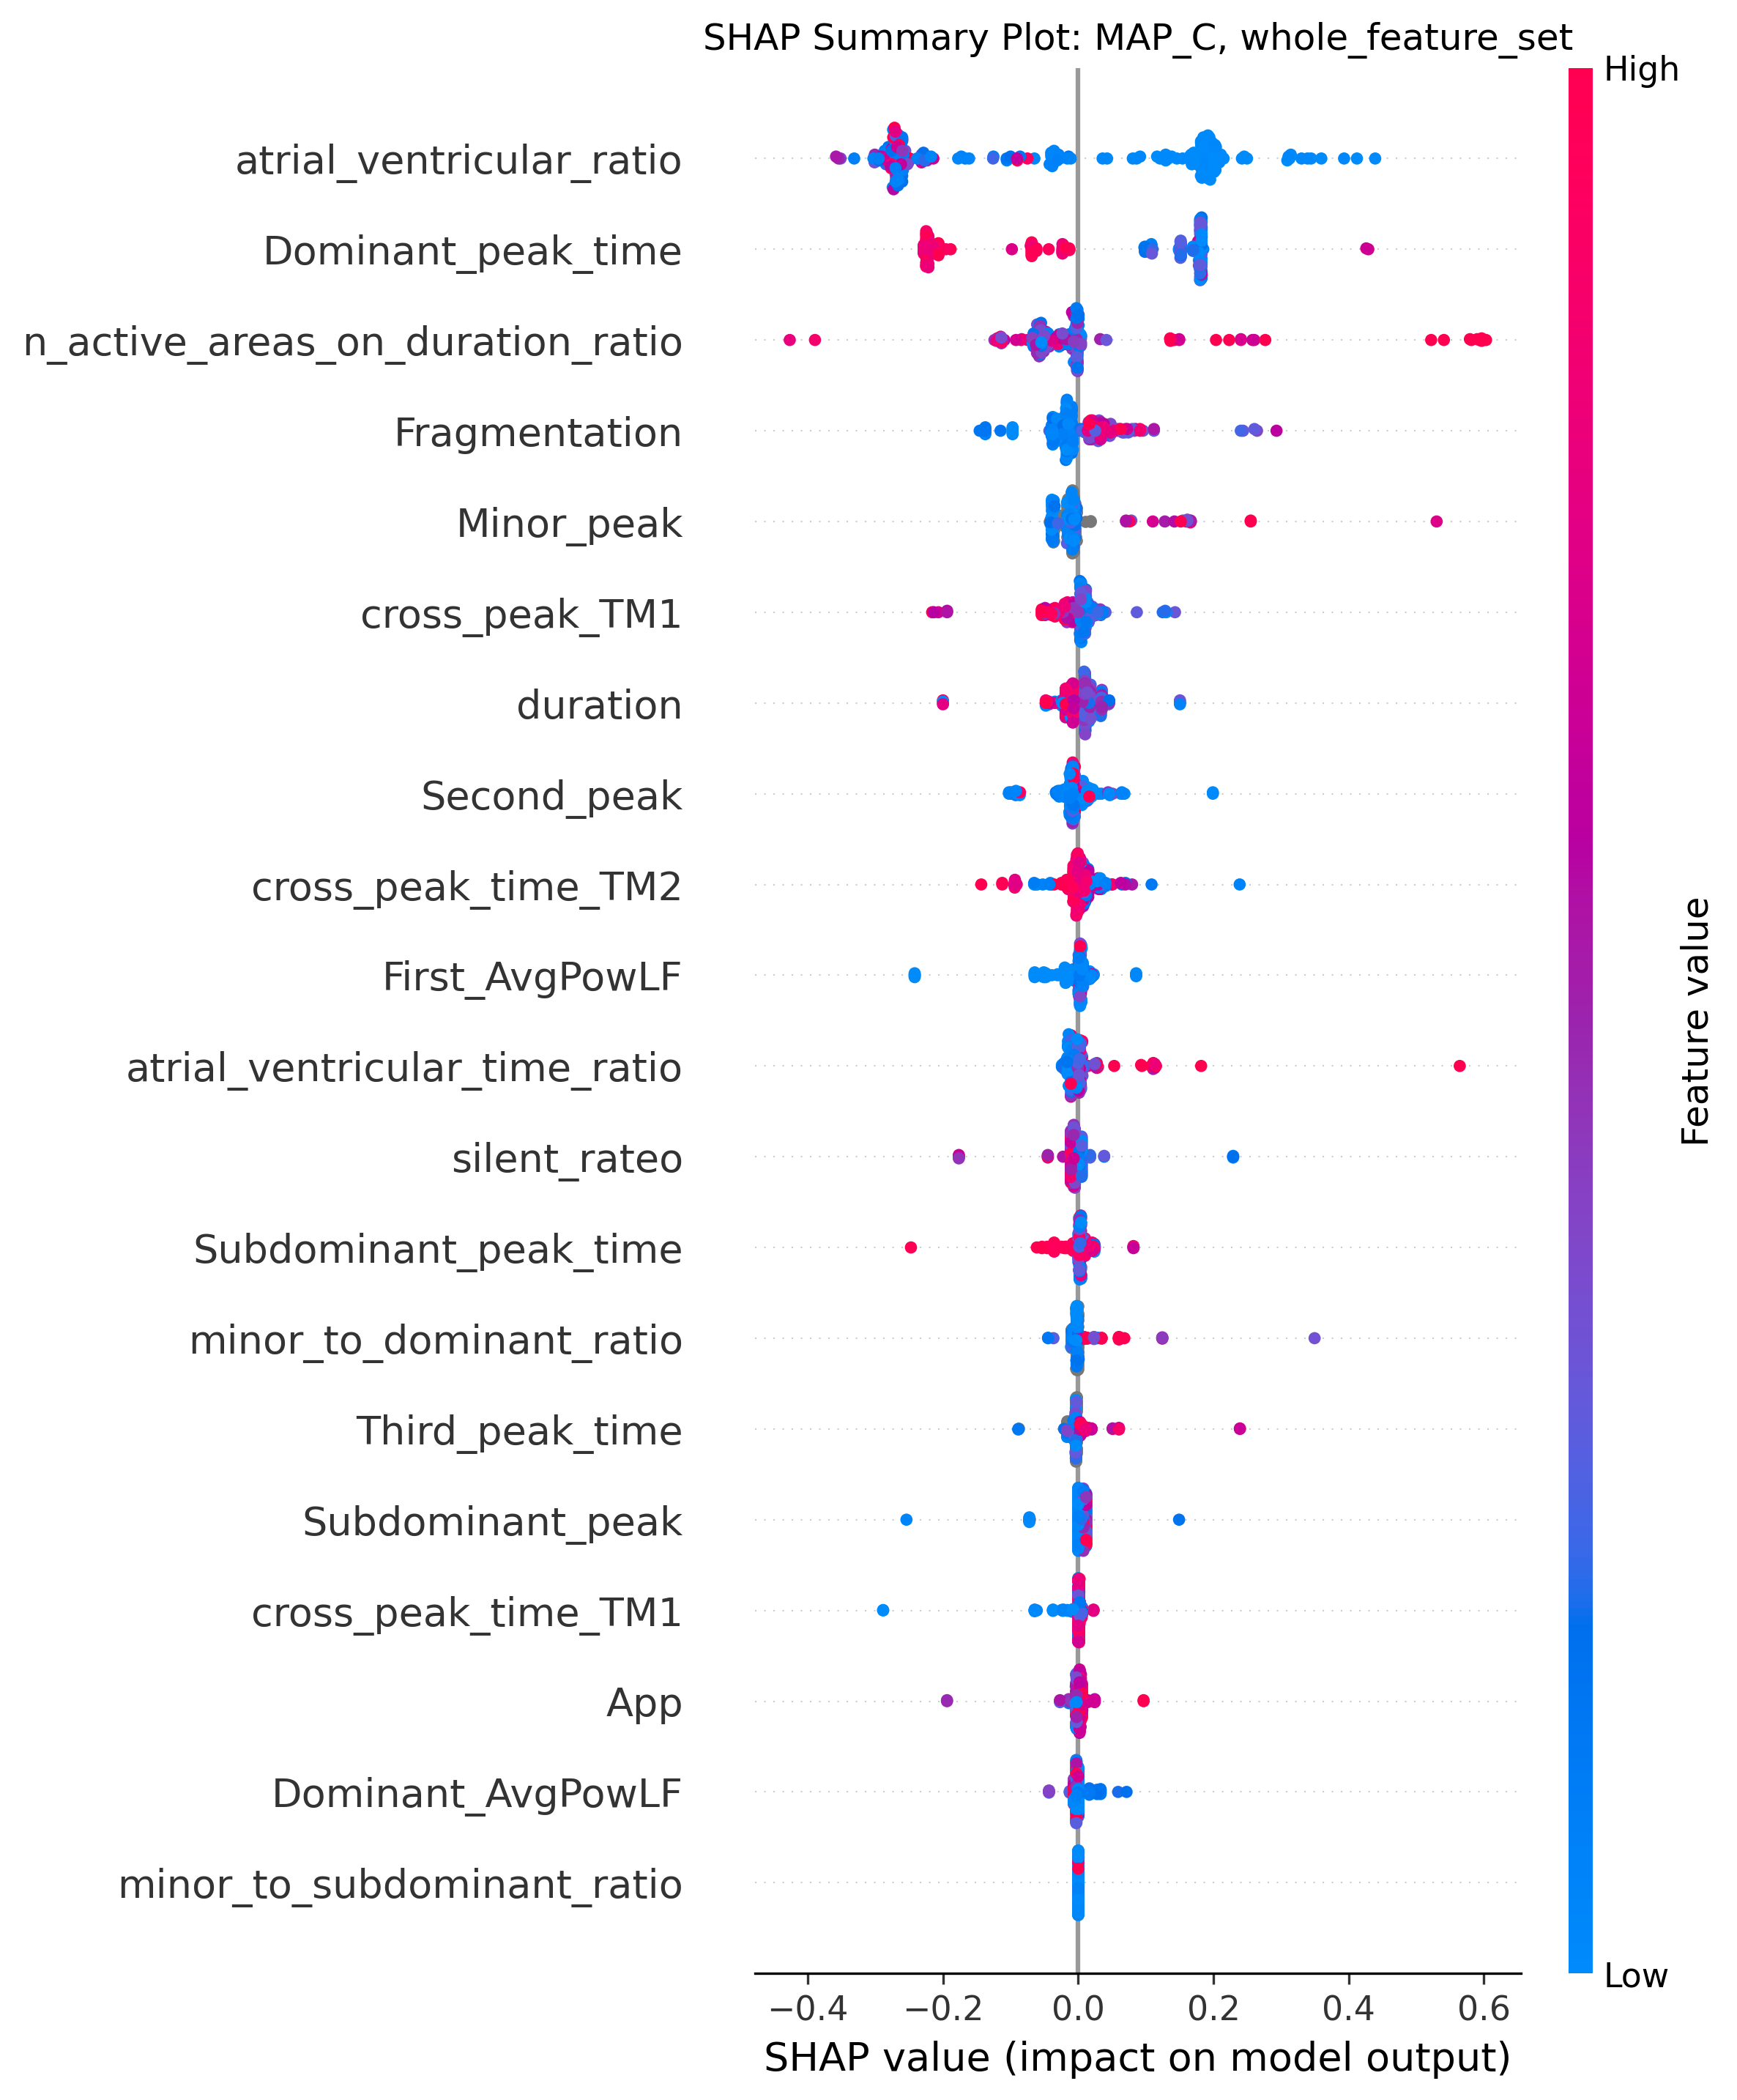 SHAP Summary Plot: MAP_C, whole_feature_set
High
atrial_ventricular_ratio
Dominant_peak_time
n_active_areas_on_duration_ratio
Fragmentation
Minor_peak
cross_peak_TM1
duration
Second_peak
cross_peak_time_TM2
First_AvgPowLF
atrial_ventricular_time_ratio
silent_rateo
Subdominant_peak_time
minor_to_dominant_ratio
Third_peak_time
Subdominant_peak
cross_peak_time_TM1
App
Dominant_AvgPowLF
minor_to_subdominant_ratio
Feature value
Low
−0.4 −0.2 0.0 0.2 0.4 0.6
SHAP value (impact on model output)